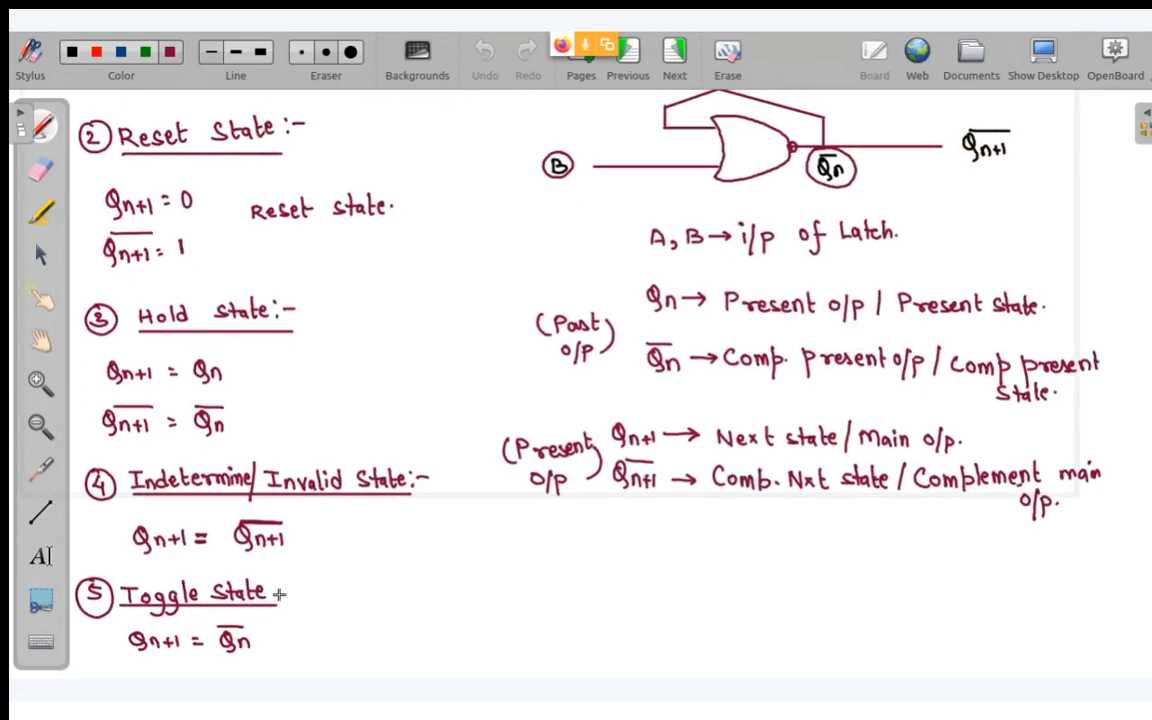 Stylus Color Line Eraser Backgrounds Undo Redo Pages Previous Next Erase Board Web Documents Show Desktop OpenBoard
② Reset State :-
Qn+1 = 0 Reset state.
Q̅n+1 = 1
③ Hold state :-
Qn+1 = Qn
Q̅n+1 = Q̅n
④ Indetermine/ Invalid State:-
Qn+1 = Q̅n+1
⑤ Toggle State
Qn+1 = Q̅n
Ⓑ Q̅n Q̅n+1
A, B → i/p of Latch.
Qn → Present o/p / Present state.
(Past o/p)
Q̅n → Comp. present o/p / Comp present
state.
(Present o/p)
Qn+1 → Next state / Main o/p.
Q̅n+1 → Comb. Nxt state / Complement main
o/p.
AI